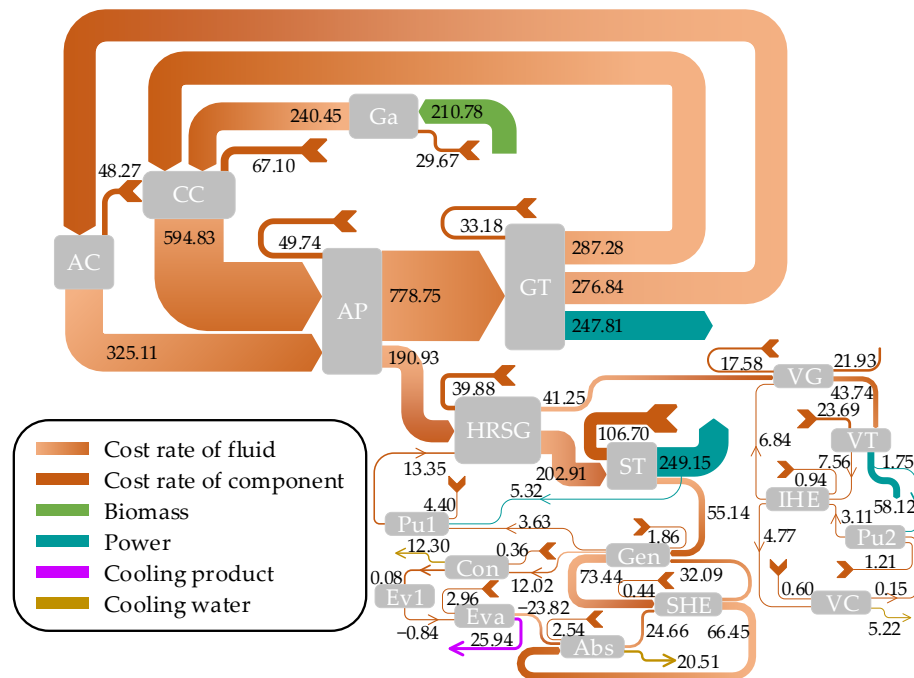 240.45
Ga
210.78
29.67
67.10
48.27
CC
594.83
49.74
33.18
AC
AP
778.75
GT
287.28
276.84
247.81
325.11
190.93
39.88
41.25
17.58
VG
21.93
43.74
23.69
HRSG
106.70
ST
249.15
202.91
VT
1.75
6.84
7.56
0.94
IHE
58.12
13.35
4.40
5.32
Pu1
3.63
55.14
4.77
3.11
Pu2
1.21
12.30
0.36
Con
12.02
1.86
Gen
32.09
73.44
0.44
SHE
0.60
VC
0.15
5.22
0.08
Ev1
2.96
−0.84
Eva
−23.82
25.94
2.54
Abs
24.66
66.45
20.51
Cost rate of fluid
Cost rate of component
Biomass
Power
Cooling product
Cooling water